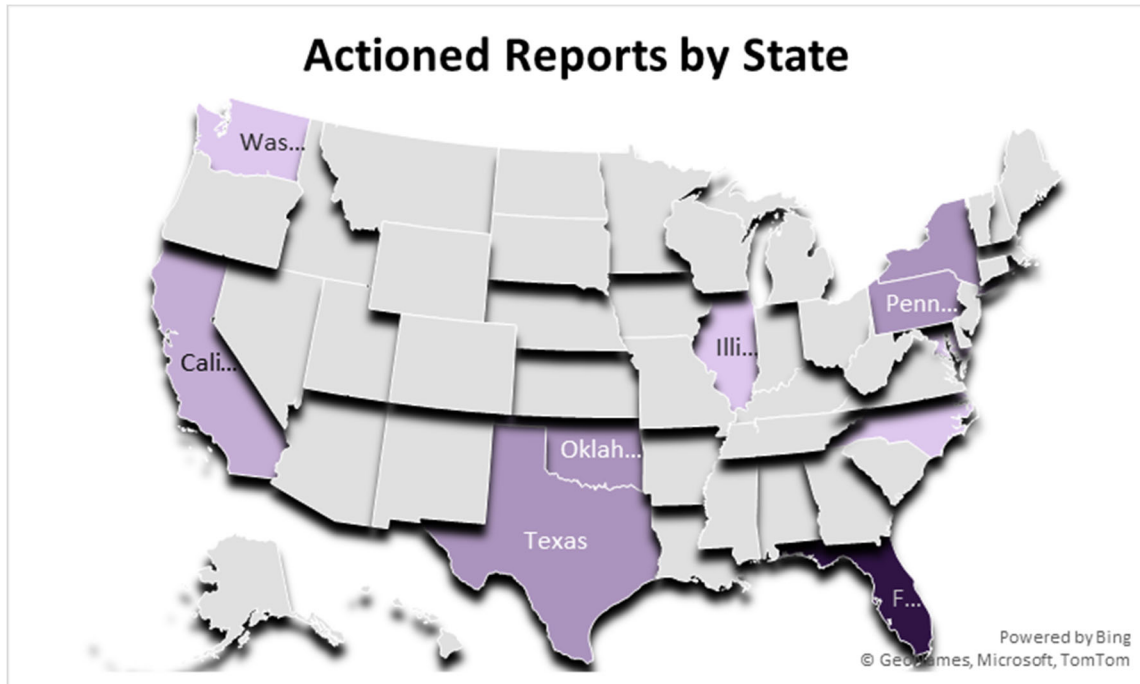 Actioned Reports by State
Was...
Penn...
Illi...
Cali...
Oklah...
Texas
F...
Powered by Bing
© GeoNames, Microsoft, TomTom